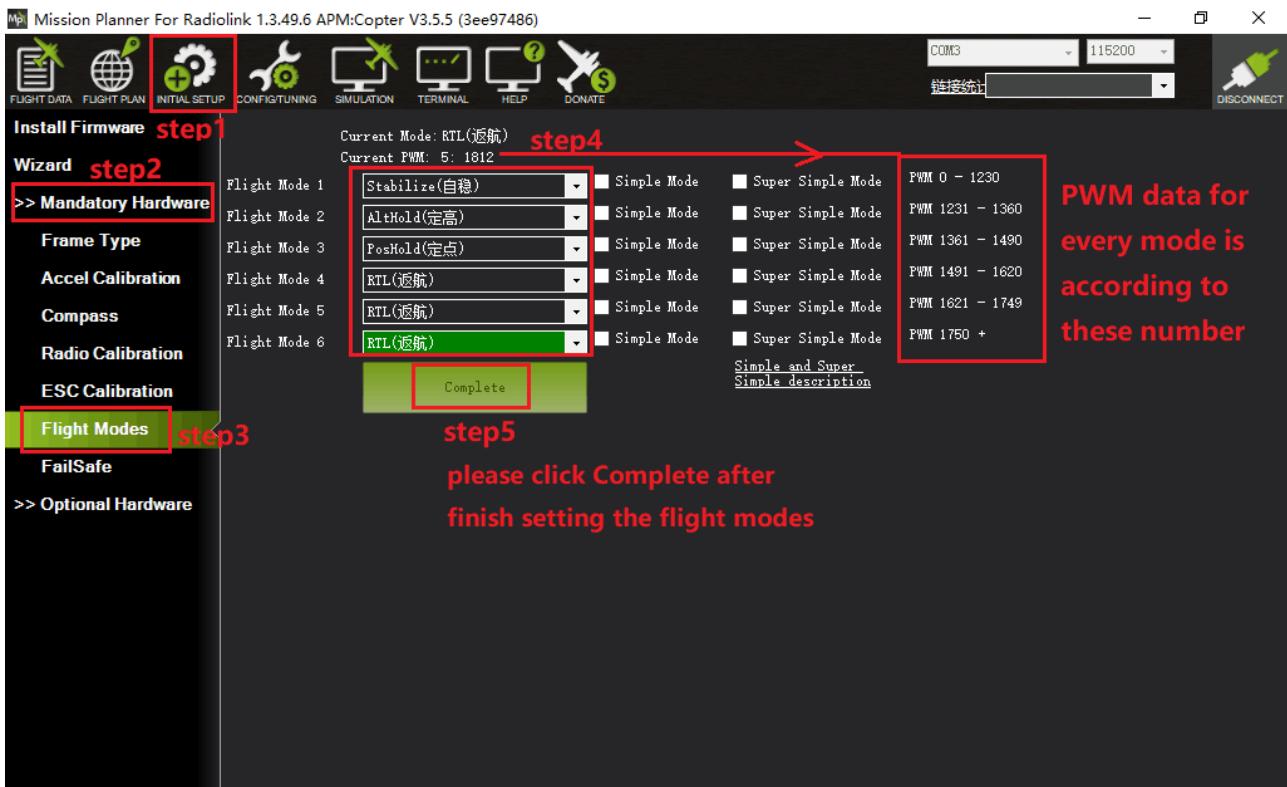 Mission Planner For Radiolink 1.3.49.6 APM:Copter V3.5.5 (3ee97486)
FLIGHT DATA FLIGHT PLAN INITIAL SETUP CONFIG/TUNING SIMULATION TERMINAL HELP DONATE
COM3 115200
链接统计
DISCONNECT
Install Firmware step1
Wizard step2
>> Mandatory Hardware
Frame Type
Accel Calibration
Compass
Radio Calibration
ESC Calibration
Flight Modes step3
FailSafe
>> Optional Hardware
Current Mode: RTL(返航) step4
Current PWM: 5: 1812
Flight Mode 1 Stabilize(自稳) Simple Mode Super Simple Mode PWM 0 - 1230
Flight Mode 2 AltHold(定高) Simple Mode Super Simple Mode PWM 1231 - 1360
Flight Mode 3 PosHold(定点) Simple Mode Super Simple Mode PWM 1361 - 1490
Flight Mode 4 RTL(返航) Simple Mode Super Simple Mode PWM 1491 - 1620
Flight Mode 5 RTL(返航) Simple Mode Super Simple Mode PWM 1621 - 1749
Flight Mode 6 RTL(返航) Simple Mode Super Simple Mode PWM 1750 +
PWM data for
every mode is
according to
these number
Complete
Simple and Super
Simple description
step5
please click Complete after
finish setting the flight modes